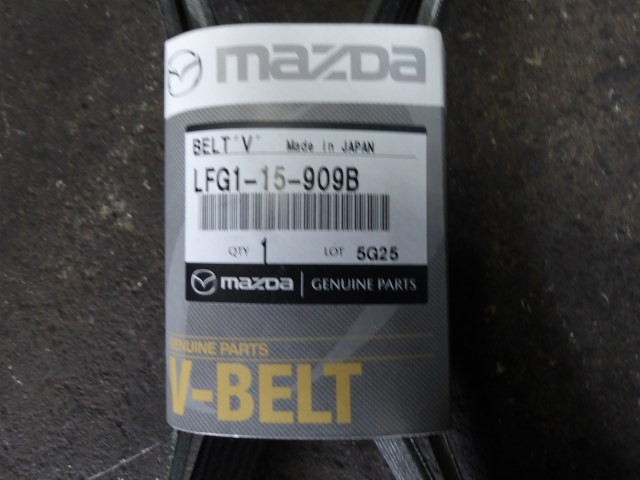 mazda
BELT"V" Made in JAPAN
LFG1-15-909B
QTY 1 LOT 5G25
mazda GENUINE PARTS
GENUINE PARTS
V-BELT